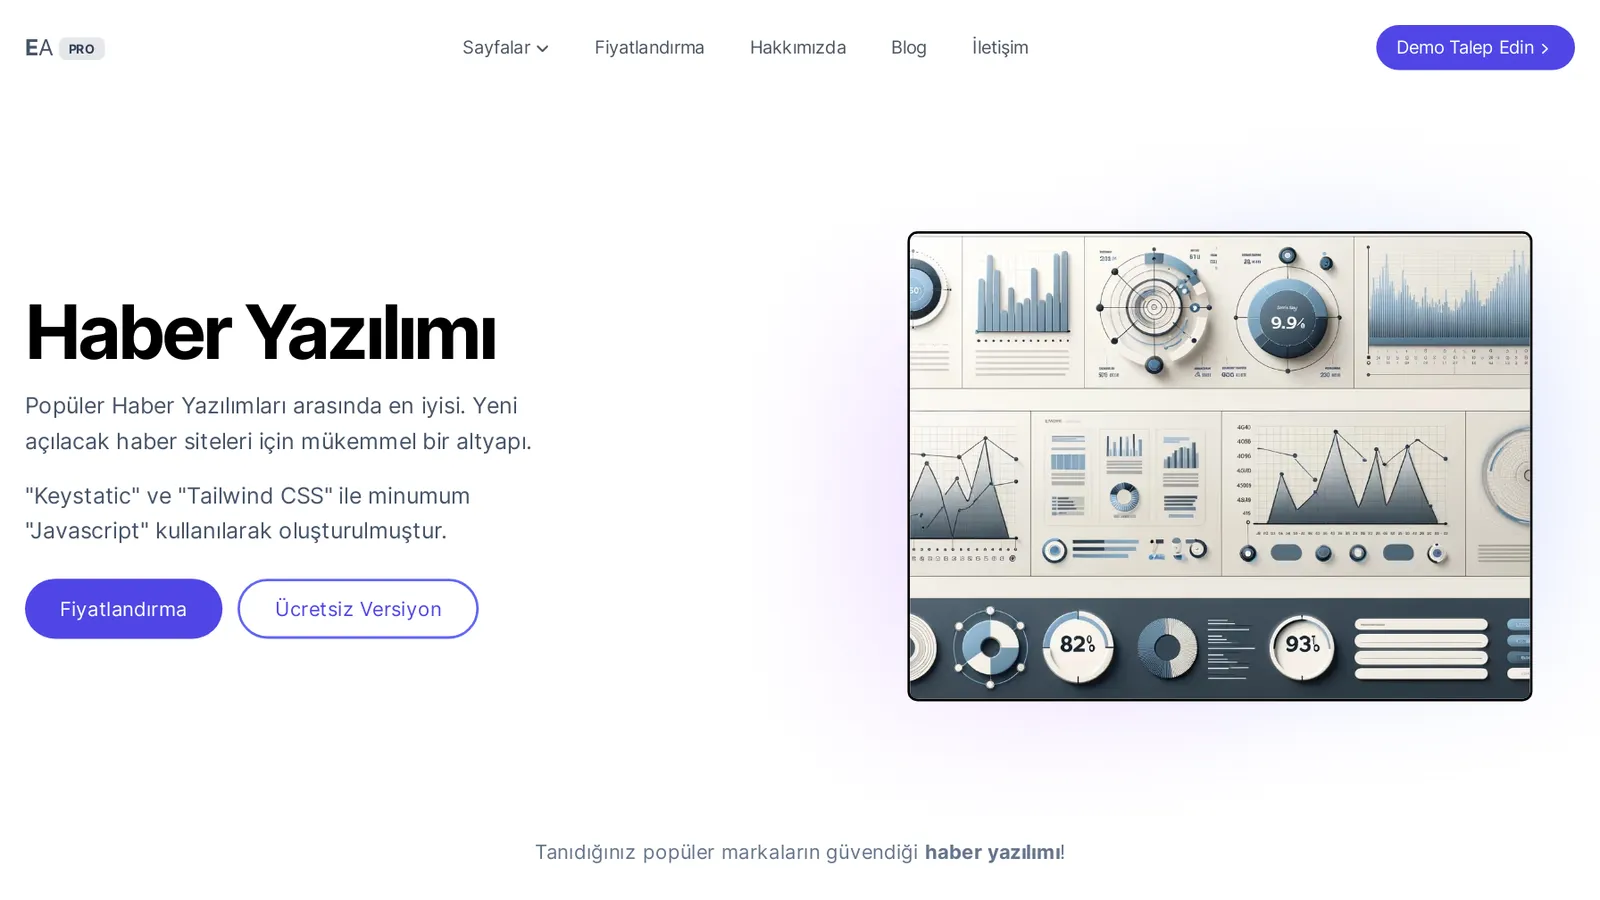 EA PRO
Sayfalar
Fiyatlandırma
Hakkımızda
Blog
İletişim
Demo Talep Edin
Haber Yazılımı
Popüler Haber Yazılımları arasında en iyisi. Yeni
açılacak haber siteleri için mükemmel bir altyapı.
"Keystatic" ve "Tailwind CSS" ile minumum
"Javascript" kullanılarak oluşturulmuştur.
Fiyatlandırma
Ücretsiz Versiyon
9.9%
82%
93%
Tanıdığınız popüler markaların güvendiği haber yazılımı!